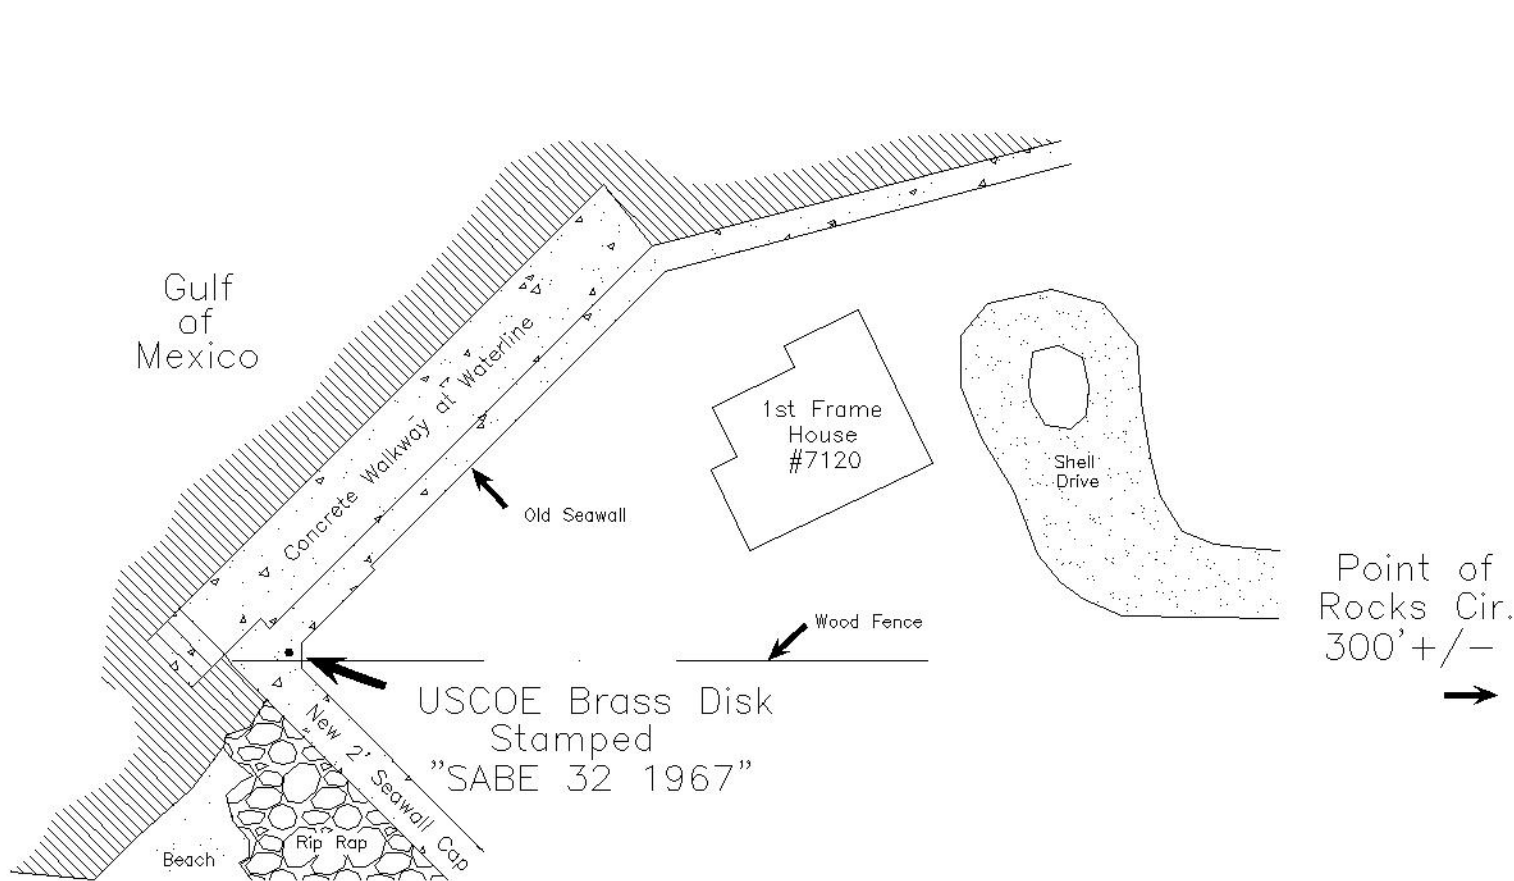 Gulf
of
Mexico
Concrete Walkway at Waterline
1st Frame
House
#7120
Shell
Drive
Old Seawall
Point of
Rocks Cir.
300'+/-
Wood Fence
USCOE Brass Disk
Stamped
"SABE 32 1967"
New 2' Seawall Cap
Rip Rap
Beach